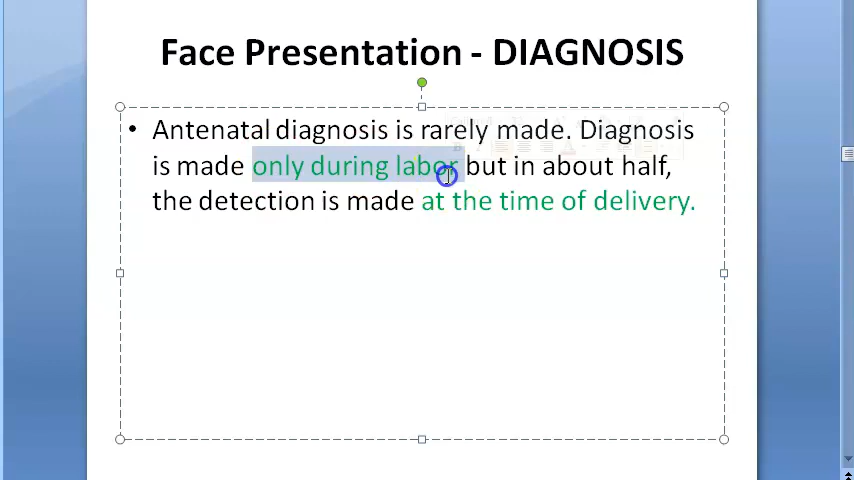 Face Presentation - DIAGNOSIS
• Antenatal diagnosis is rarely made. Diagnosis
is made only during labor but in about half,
the detection is made at the time of delivery.